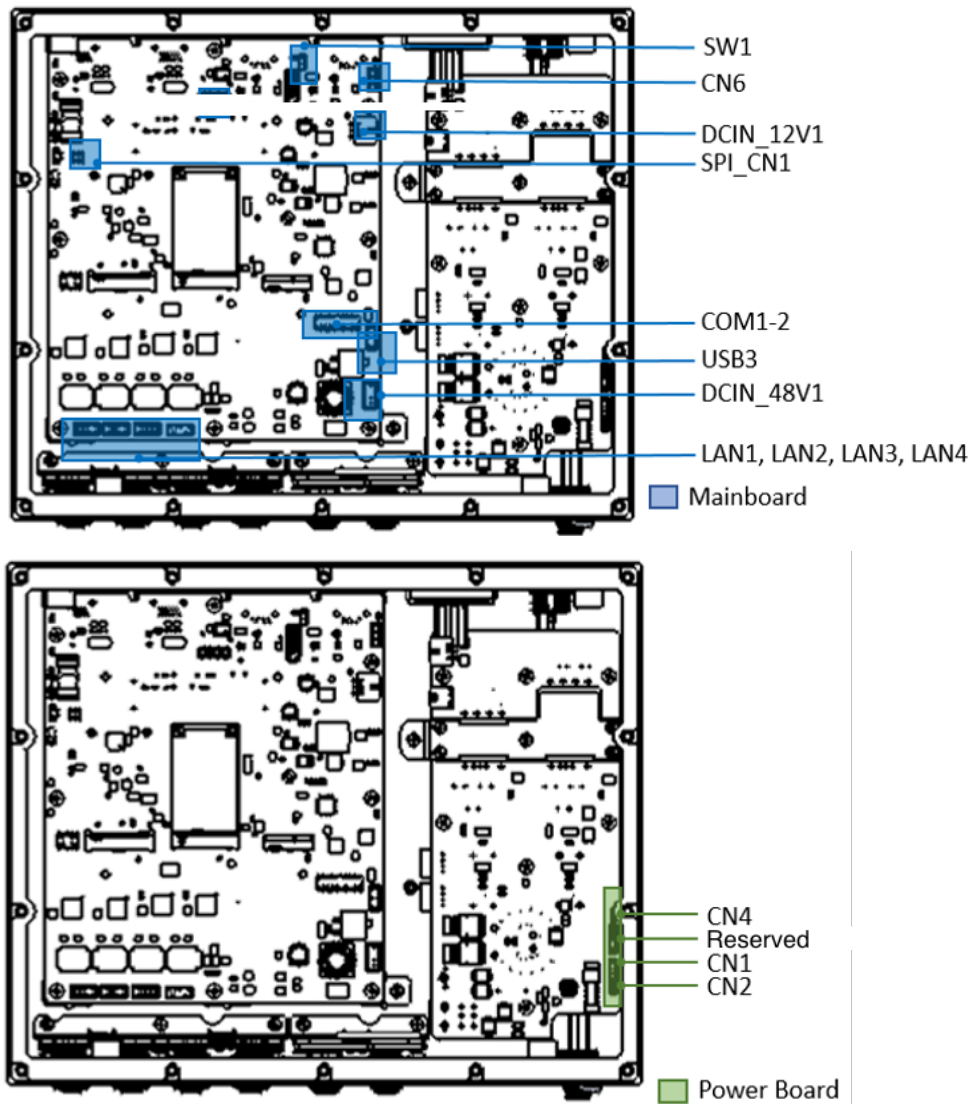 SW1
CN6
DCIN_12V1
SPI_CN1
COM1-2
USB3
DCIN_48V1
LAN1, LAN2, LAN3, LAN4
Mainboard
CN4
Reserved
CN1
CN2
Power Board